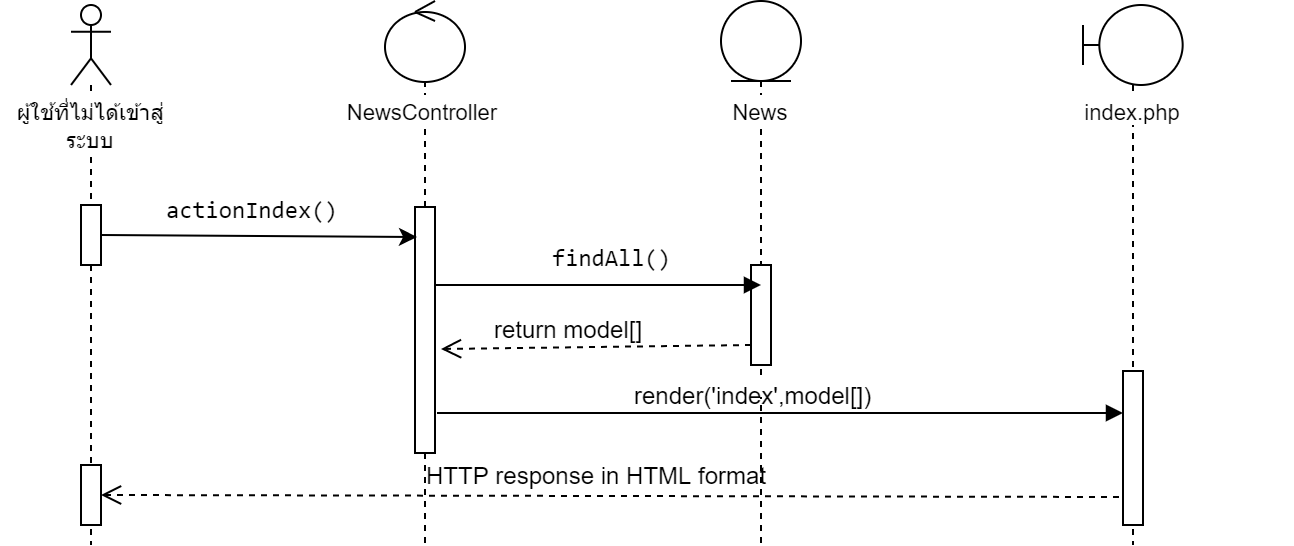 ผู้ใช้ที่ไม่ได้เข้าสู่
ระบบ
NewsController
News
index.php
actionIndex()
findAll()
return model[]
render('index',model[])
HTTP response in HTML format